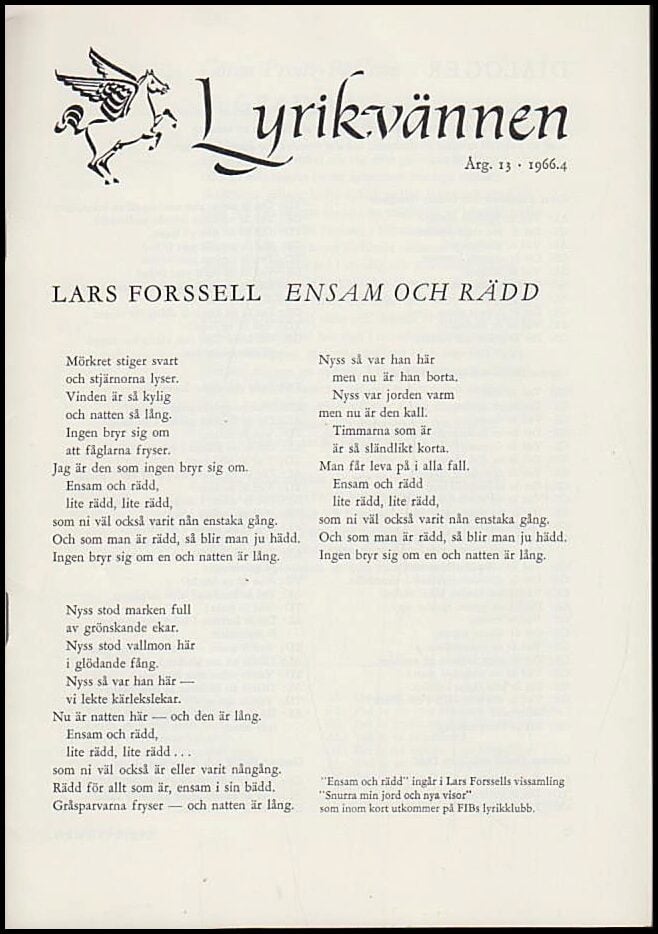 Lyrikvännen
Årg. 13 · 1966.4
LARS FORSSELL ENSAM OCH RÄDD
Mörkret stiger svart
och stjärnorna lyser.
Vinden är så kylig
och natten så lång.
Ingen bryr sig om
att fåglarna fryser.
Jag är den som ingen bryr sig om.
Ensam och rädd,
lite rädd, lite rädd,
som ni väl också varit nån enstaka gång.
Och som man är rädd, så blir man ju hädd.
Ingen bryr sig om en och natten är lång.
Nyss stod marken full
av grönskande ekar.
Nyss stod vallmon här
i glödande fång.
Nyss så var han här —
vi lekte kärlekslekar.
Nu är natten här — och den är lång.
Ensam och rädd,
lite rädd, lite rädd . . .
som ni väl också är eller varit nångång.
Rädd för allt som är, ensam i sin bädd.
Gråsparvarna fryser — och natten är lång.
Nyss så var han här
men nu är han borta.
Nyss var jorden varm
men nu är den kall.
Timmarna som är
är så sländlikt korta.
Man får leva på i alla fall.
Ensam och rädd
lite rädd, lite rädd,
som ni väl också varit nån enstaka gång.
Och som man är rädd, så blir man ju hädd.
Ingen bryr sig om en och natten är lång.
"Ensam och rädd" ingår i Lars Forssells vissamling
"Snurra min jord och nya visor"
som inom kort utkommer på FIBs lyrikklubb.